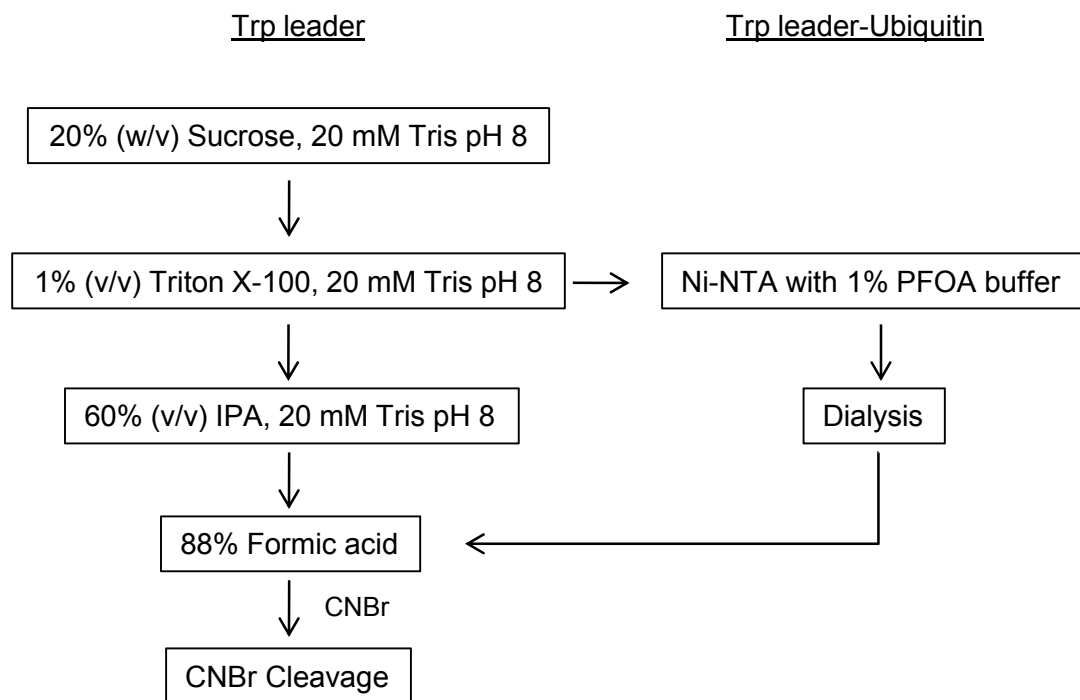 Trp leader
Trp leader-Ubiquitin
20% (w/v) Sucrose, 20 mM Tris pH 8
1% (v/v) Triton X-100, 20 mM Tris pH 8
Ni-NTA with 1% PFOA buffer
60% (v/v) IPA, 20 mM Tris pH 8
Dialysis
88% Formic acid
CNBr
CNBr Cleavage